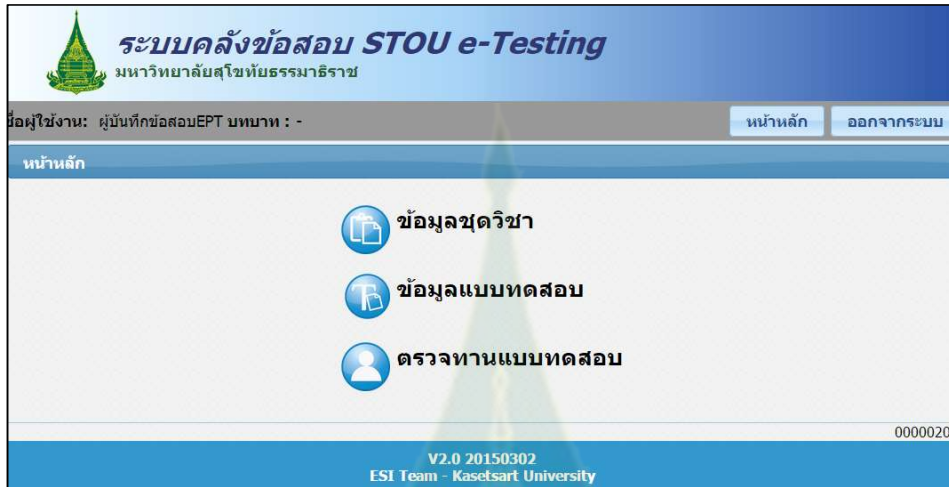 ระบบคลังข้อสอบ STOU e-Testing
มหาวิทยาลัยสุโขทัยธรรมาธิราช
ชื่อผู้ใช้งาน: ผู้บันทึกข้อสอบEPT บทบาท : -
หน้าหลัก
ออกจากระบบ
หน้าหลัก
ข้อมูลชุดวิชา
ข้อมูลแบบทดสอบ
ตรวจทานแบบทดสอบ
0000020
V2.0 20150302
ESI Team - Kasetsart University